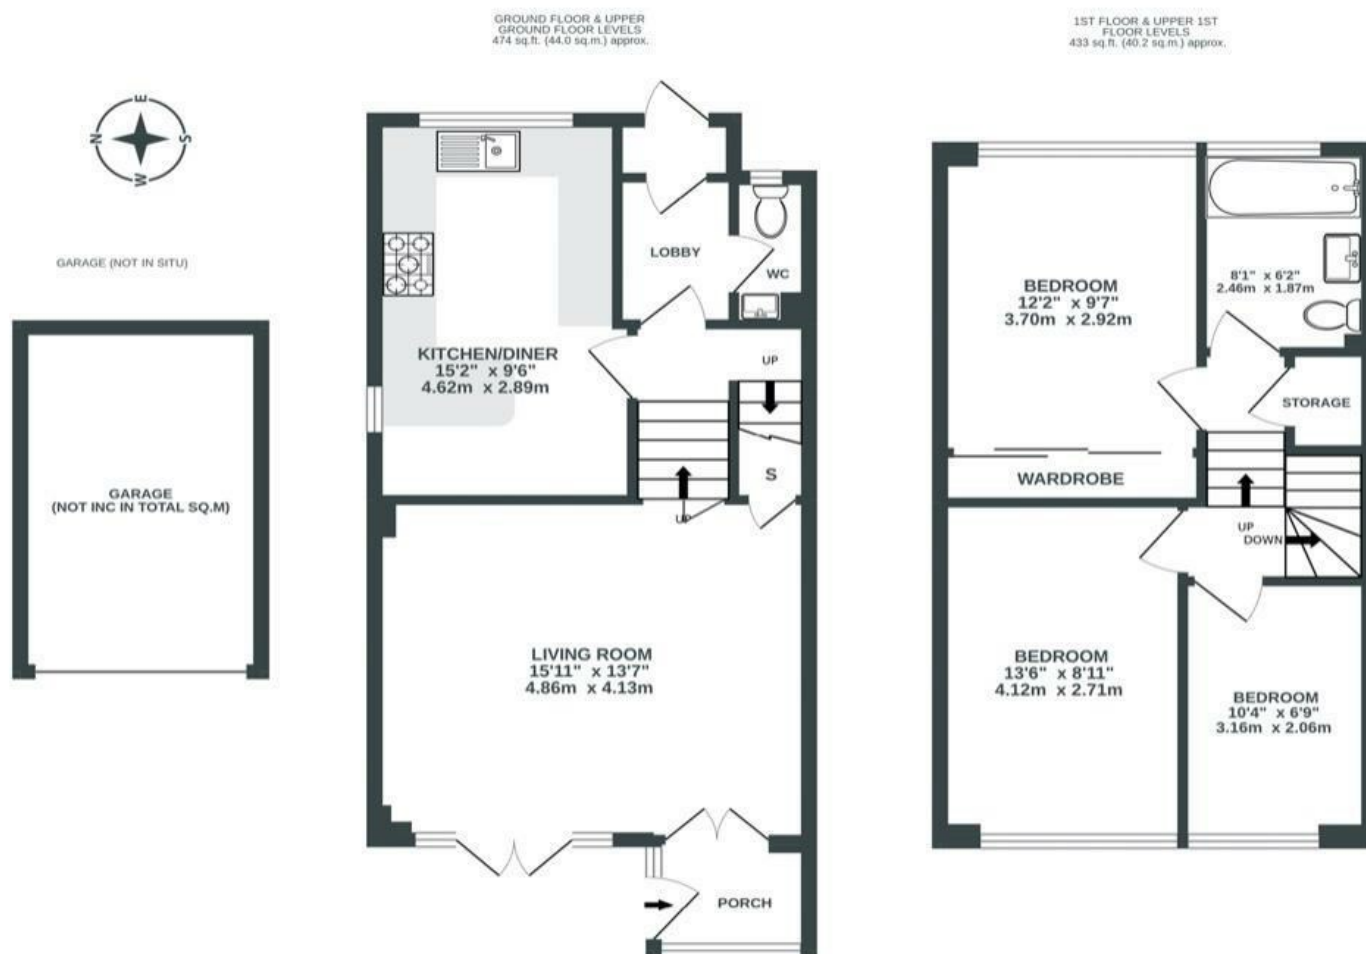 GROUND FLOOR & UPPER
GROUND FLOOR LEVELS
474 sq.ft. (44.0 sq.m.) approx.
1ST FLOOR & UPPER 1ST
FLOOR LEVELS
433 sq.ft. (40.2 sq.m.) approx.
E
N
S
W
GARAGE (NOT IN SITU)
GARAGE
(NOT INC IN TOTAL SQ.M)
LOBBY
WC
KITCHEN/DINER
15'2" x 9'6"
4.62m x 2.89m
UP
S
UP
LIVING ROOM
15'11" x 13'7"
4.86m x 4.13m
PORCH
BEDROOM
12'2" x 9'7"
3.70m x 2.92m
8'1" x 6'2"
2.46m x 1.87m
STORAGE
WARDROBE
UP
DOWN
BEDROOM
13'6" x 8'11"
4.12m x 2.71m
BEDROOM
10'4" x 6'9"
3.16m x 2.06m